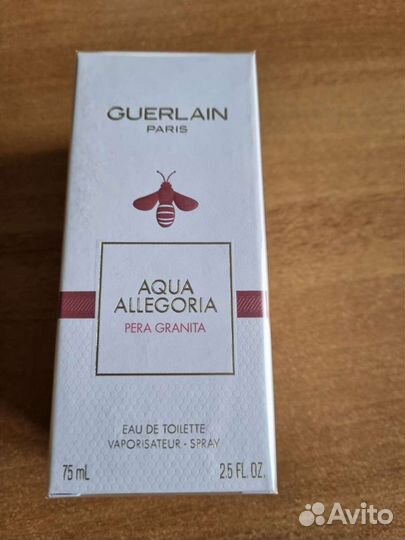 GUERLAIN
PARIS
AQUA
ALLEGORIA
PERA GRANITA
EAU DE TOILETTE
VAPORISATEUR - SPRAY
75 mL 2.5 FL. OZ.
Avito